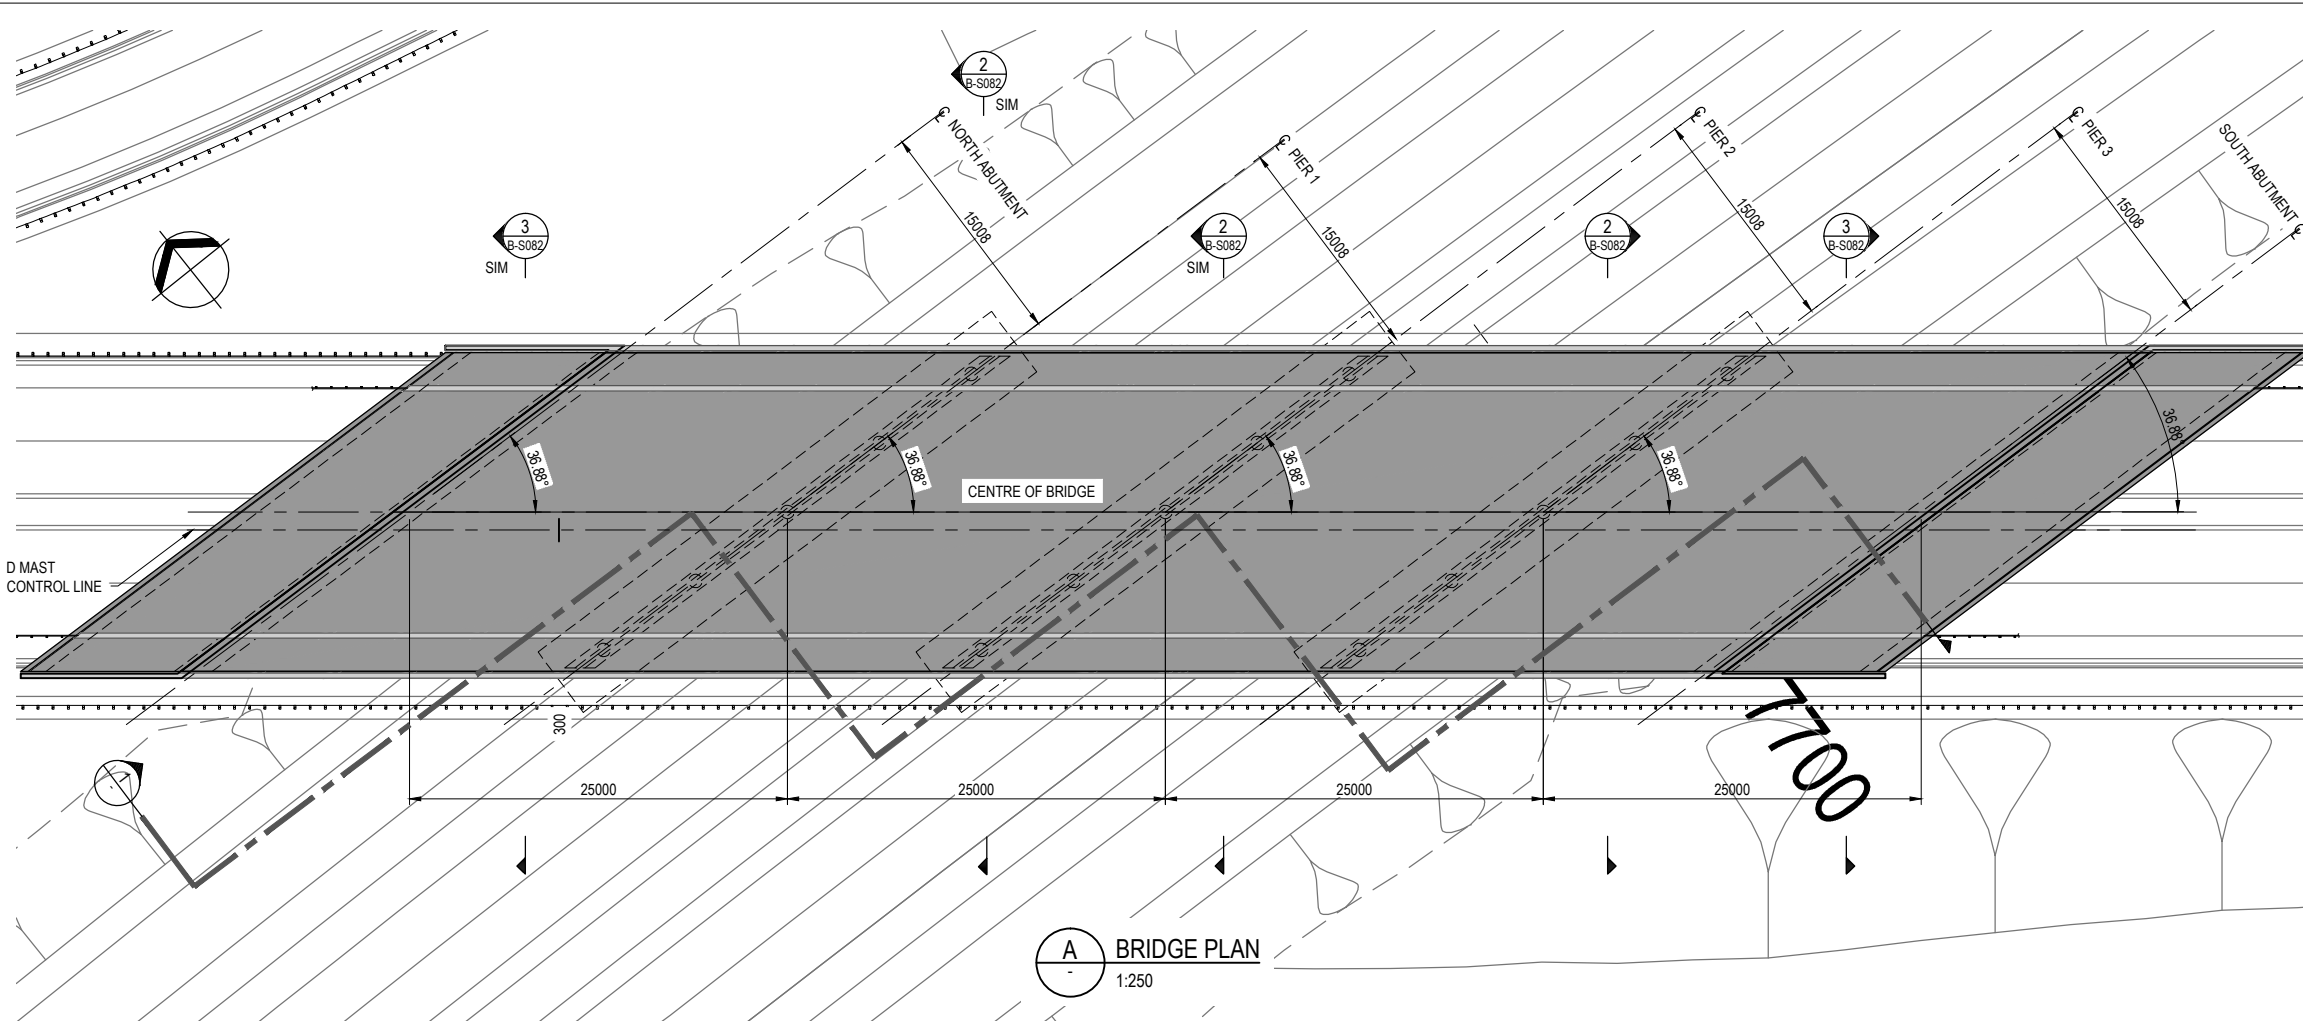 2
B-S082
SIM
℄ NORTH ABUTMENT
℄ PIER 1
℄ PIER 2
℄ PIER 3
SOUTH ABUTMENT ℄
15008
15008
15008
15008
3
B-S082
SIM
2
B-S082
SIM
2
B-S082
3
B-S082
36.88°
36.88°
36.88°
36.88°
36.88°
CENTRE OF BRIDGE
D MAST
CONTROL LINE
300
1
-
7700
25000
25000
25000
25000
A
-
BRIDGE PLAN
1:250